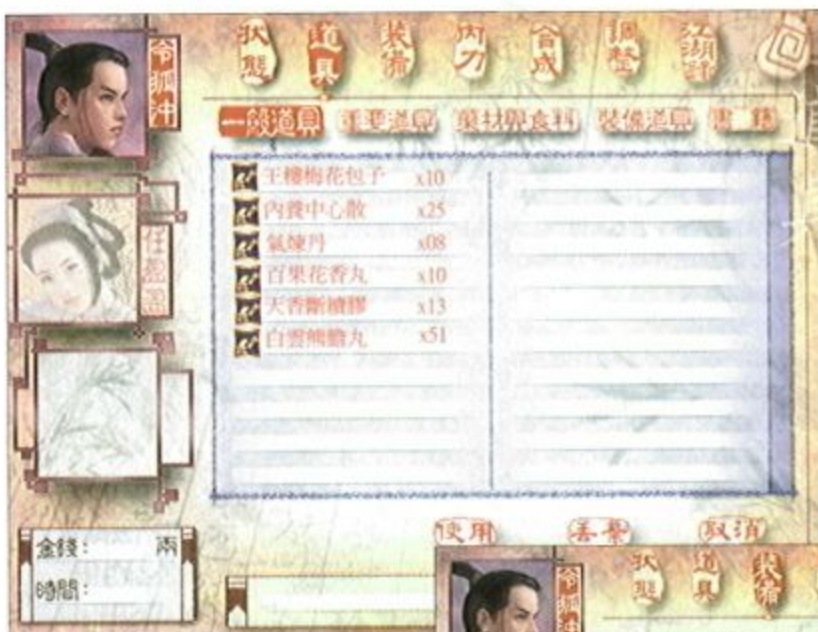 令狐沖
狀態 道具 裝備 內力 合成 調整 江湖譜
一般道具 重要道具 藥材與食料 裝備道具 書籍
王樓梅花包子 x10
內養中心散 x25
氣煉丹 x08
百果花香丸 x10
天香斷續膠 x13
白雲熊膽丸 x51
任盈盈
使用 丟棄 取消
金錢: 兩
時間:
令狐沖
狀態 道具 裝備